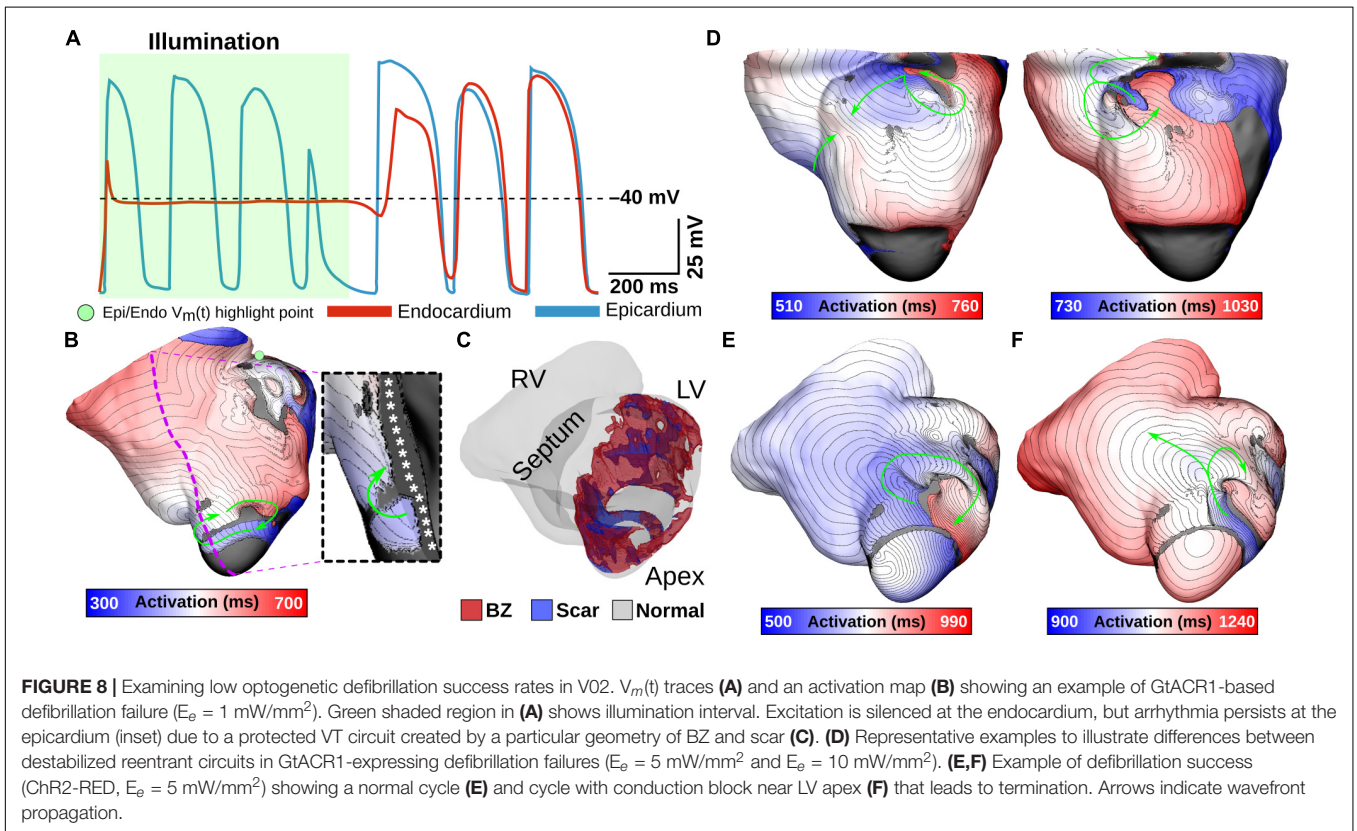 A
Illumination
−40 mV
25 mV
200 ms
Epi/Endo Vm(t) highlight point
Endocardium
Epicardium
B
300 Activation (ms) 700
* * * * * * * * * * * * *
C
RV
LV
Septum
Apex
BZ
Scar
Normal
D
510 Activation (ms) 760
730 Activation (ms) 1030
E
500 Activation (ms) 990
F
900 Activation (ms) 1240
FIGURE 8 | Examining low optogenetic defibrillation success rates in V02. Vm(t) traces (A) and an activation map (B) showing an example of GtACR1-based
defibrillation failure (Ee = 1 mW/mm²). Green shaded region in (A) shows illumination interval. Excitation is silenced at the endocardium, but arrhythmia persists at the
epicardium (inset) due to a protected VT circuit created by a particular geometry of BZ and scar (C). (D) Representative examples to illustrate differences between
destabilized reentrant circuits in GtACR1-expressing defibrillation failures (Ee = 5 mW/mm² and Ee = 10 mW/mm²). (E,F) Example of defibrillation success
(ChR2-RED, Ee = 5 mW/mm²) showing a normal cycle (E) and cycle with conduction block near LV apex (F) that leads to termination. Arrows indicate wavefront
propagation.